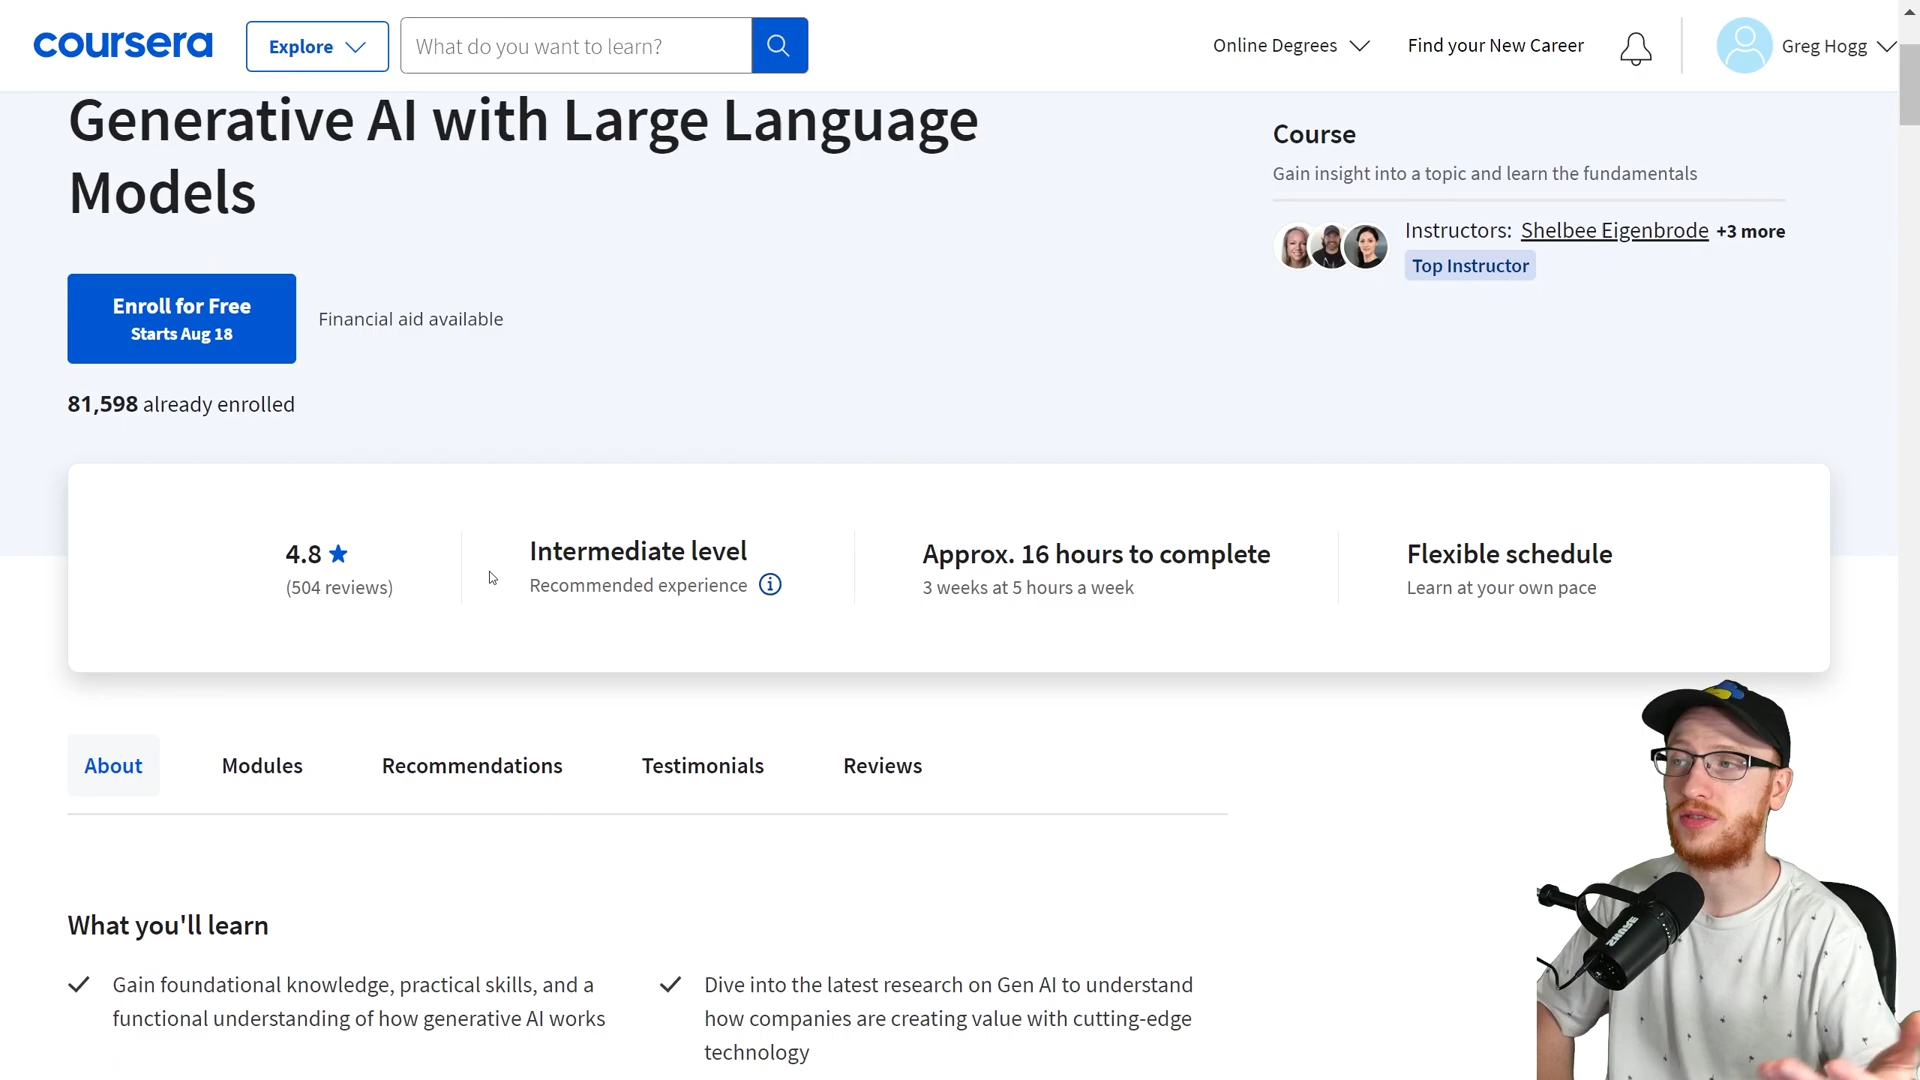 coursera
Explore
What do you want to learn?
Online Degrees
Find your New Career
Greg Hogg
Generative AI with Large Language
Models
Enroll for Free
Starts Aug 18
Financial aid available
81,598 already enrolled
Course
Gain insight into a topic and learn the fundamentals
Instructors: Shelbee Eigenbrode +3 more
Top Instructor
4.8
(504 reviews)
Intermediate level
Recommended experience
Approx. 16 hours to complete
3 weeks at 5 hours a week
Flexible schedule
Learn at your own pace
About
Modules
Recommendations
Testimonials
Reviews
What you'll learn
Gain foundational knowledge, practical skills, and a
functional understanding of how generative AI works
Dive into the latest research on Gen AI to understand
how companies are creating value with cutting-edge
technology
SHURE